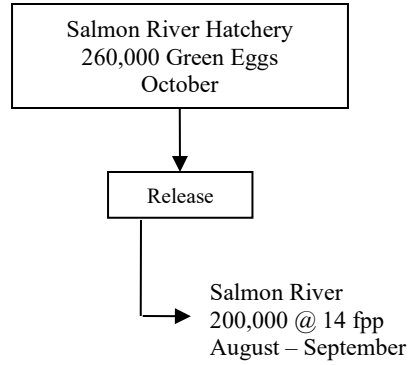 Salmon River Hatchery
260,000 Green Eggs
October
Release
Salmon River
200,000 @ 14 fpp
August – September